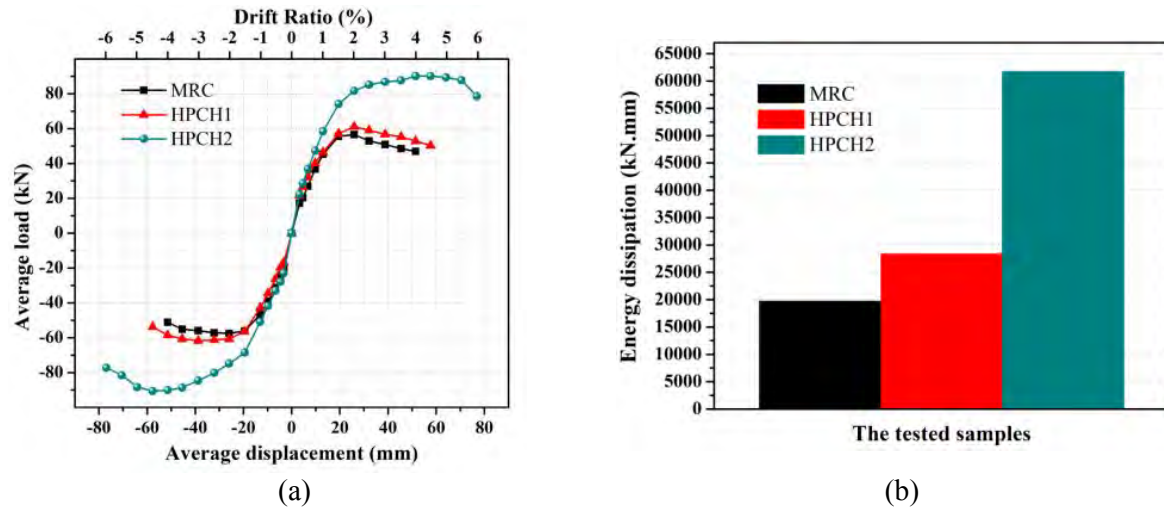 Drift Ratio (%)
-6 -5 -4 -3 -2 -1 0 1 2 3 4 5 6
80
60
40
20
0
-20
-40
-60
-80
Average load (kN)
MRC
HPCH1
HPCH2
-80 -60 -40 -20 0 20 40 60 80
Average displacement (mm)
(a)
65000
60000
55000
50000
45000
40000
35000
30000
25000
20000
15000
10000
5000
0
Energy dissipation (kN.mm)
MRC
HPCH1
HPCH2
The tested samples
(b)